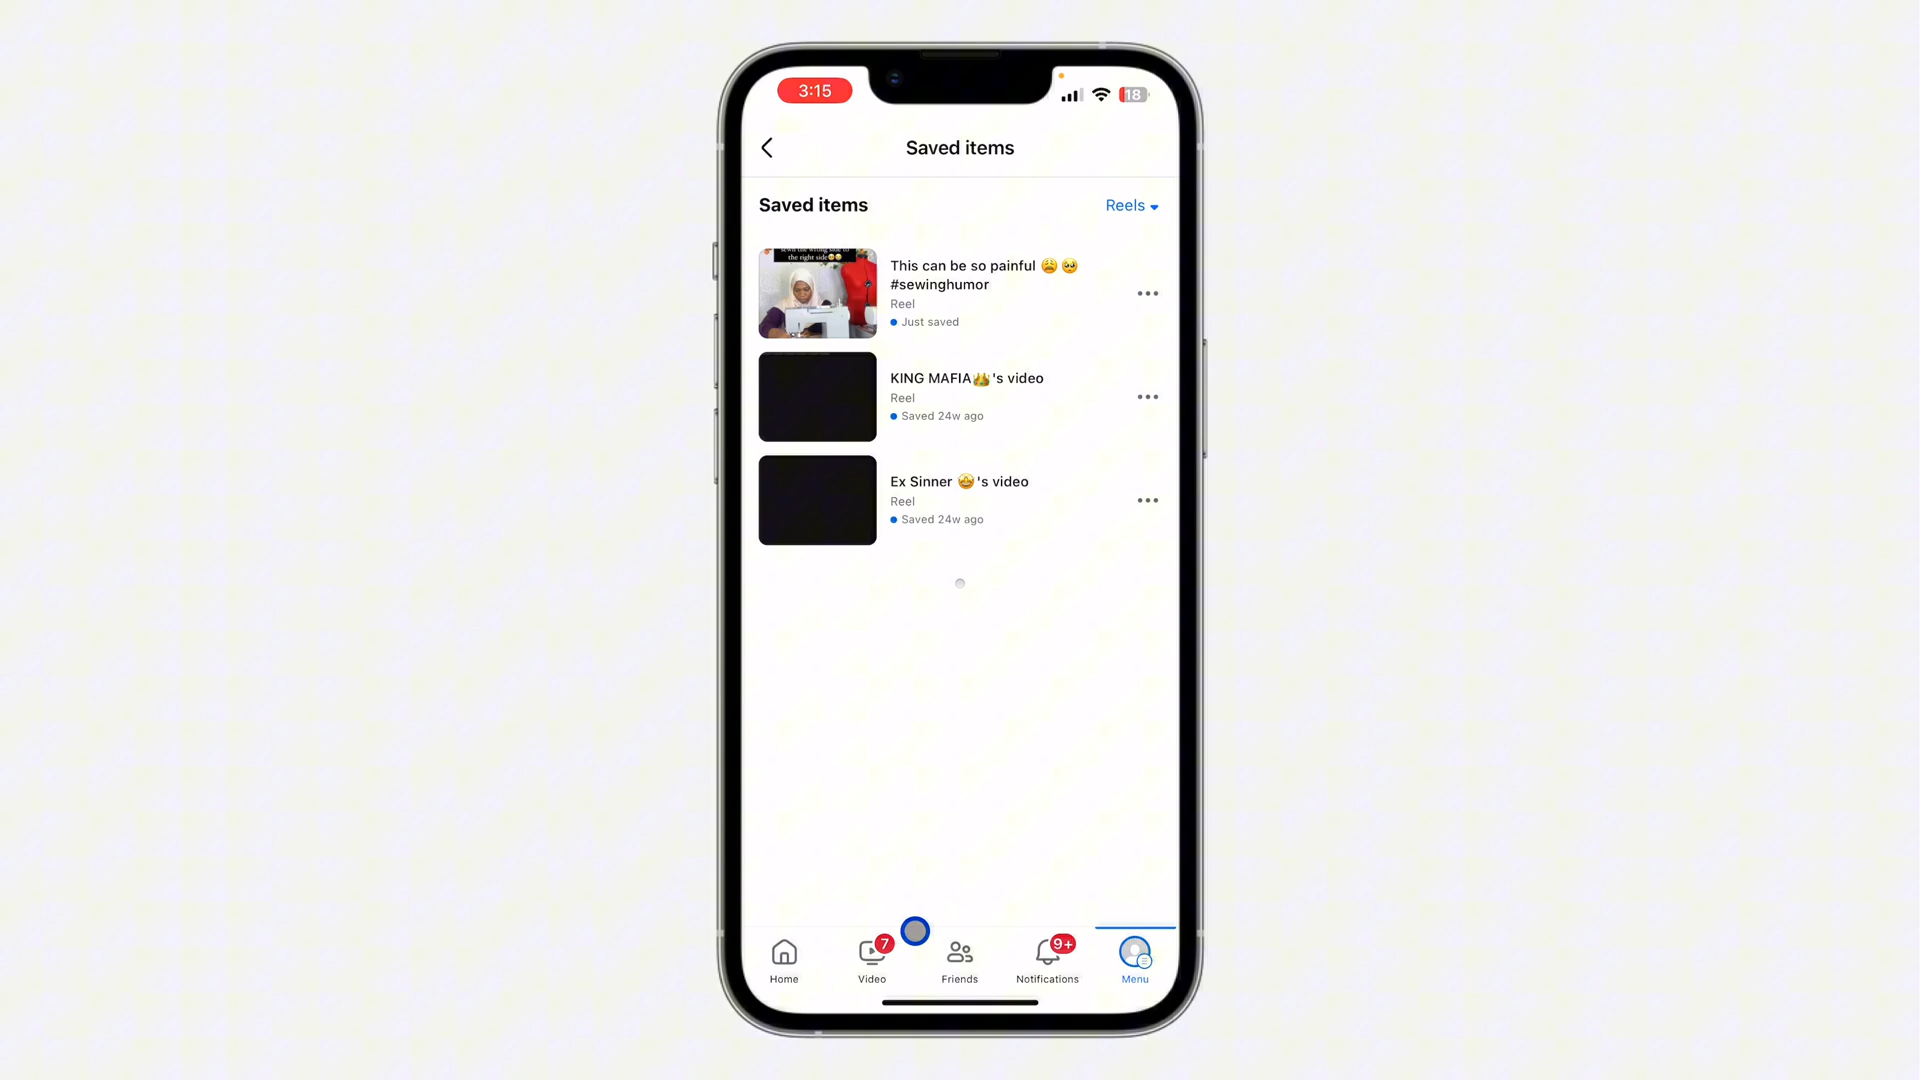 3:15
18
Saved items
Saved items
Reels
the right side🥺🥺
This can be so painful 😩🥺
#sewinghumor
Reel
Just saved
KING MAFIA👑's video
Reel
Saved 24w ago
Ex Sinner 🤩's video
Reel
Saved 24w ago
7
9+
Home
Video
Friends
Notifications
Menu